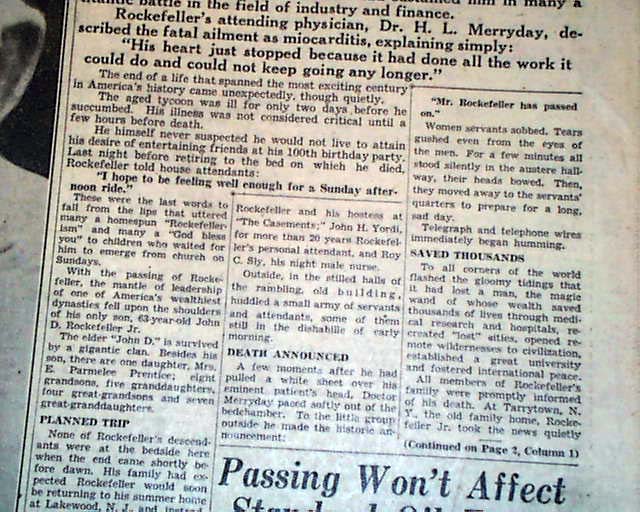 battle in the field of industry and finance.
Rockefeller's attending physician, Dr. H. L. Merryday, de-
scribed the fatal ailment as miocarditis, explaining simply:
"His heart just stopped because it had done all the work it
could do and could not keep going any longer."
The end of a life that spanned the most exciting century
in America's history came unexpectedly, though quietly.
The aged tycoon was ill for only two days before he
succumbed. His illness was not considered critical until a
few hours before death.
He himself never suspected he would not live to attain
his desire of entertaining friends at his 100th birthday party.
Last night before retiring to the bed on which he died,
Rockefeller told house attendants:
"I hope to be feeling well enough for a Sunday after-
noon ride."
These were the last words to
fall from the lips that uttered
many a homespun "Rockefeller-
ism" and many a "God bless
you" to children who waited for
him to emerge from church on
Sundays.
With the passing of Rocke-
feller, the mantle of leadership
of one of America's wealthiest
dynasties fell upon the shoulders
of his only son, 63-year-old John
D. Rockefeller Jr.
The elder "John D." is survived
by a gigantic clan. Besides his
son, there are one daughter, Mrs.
E. Parmelee Prentice; eight
grandsons, five granddaughters,
four great-grandsons and seven
great-granddaughters.
PLANNED TRIP
None of Rockefeller's descend-
ants were at the bedside here
when the end came shortly be-
fore dawn. His family had ex-
pected Rockefeller would soon
be returning to his summer home
at Lakewood, N. J., and instead
Rockefeller and his hostess at
"The Casements;" John H. Yordi,
for more than 20 years Rockefel-
ler's personal attendant, and Roy
C. Sly, his night male nurse.
Outside, in the stilled halls of
the rambling, old building,
huddled a small army of servants
and attendants, some of them
still in the dishabille of early
morning.
DEATH ANNOUNCED
A few moments after he had
pulled a white sheet over his
eminent patient's head, Doctor
Merryday paced softly out of the
bedchamber. To the little group
outside he made the historic an-
nouncement:
"Mr. Rockefeller has passed
on."
Women servants sobbed. Tears
gushed even from the eyes of
the men. For a few minutes all
stood silently in the austere hall-
way, their heads bowed. Then,
they moved away to the servants'
quarters to prepare for a long,
sad day.
Telegraph and telephone wires
immediately began humming.
SAVED THOUSANDS
To all corners of the world
flashed the gloomy tidings that
it had lost a man, the magic
wand of whose wealth saved
thousands of lives through medi-
cal research and hospitals, re-
created "lost" cities, opened re-
mote wildernesses to civilization,
established a great university
and fostered international peace.
All members of Rockefeller's
family were promptly informed
of his death. At Tarrytown, N.
Y., the old family home, Rocke-
feller Jr. took the news quietly
(Continued on Page 2, Column 1)
Passing Won't Affect